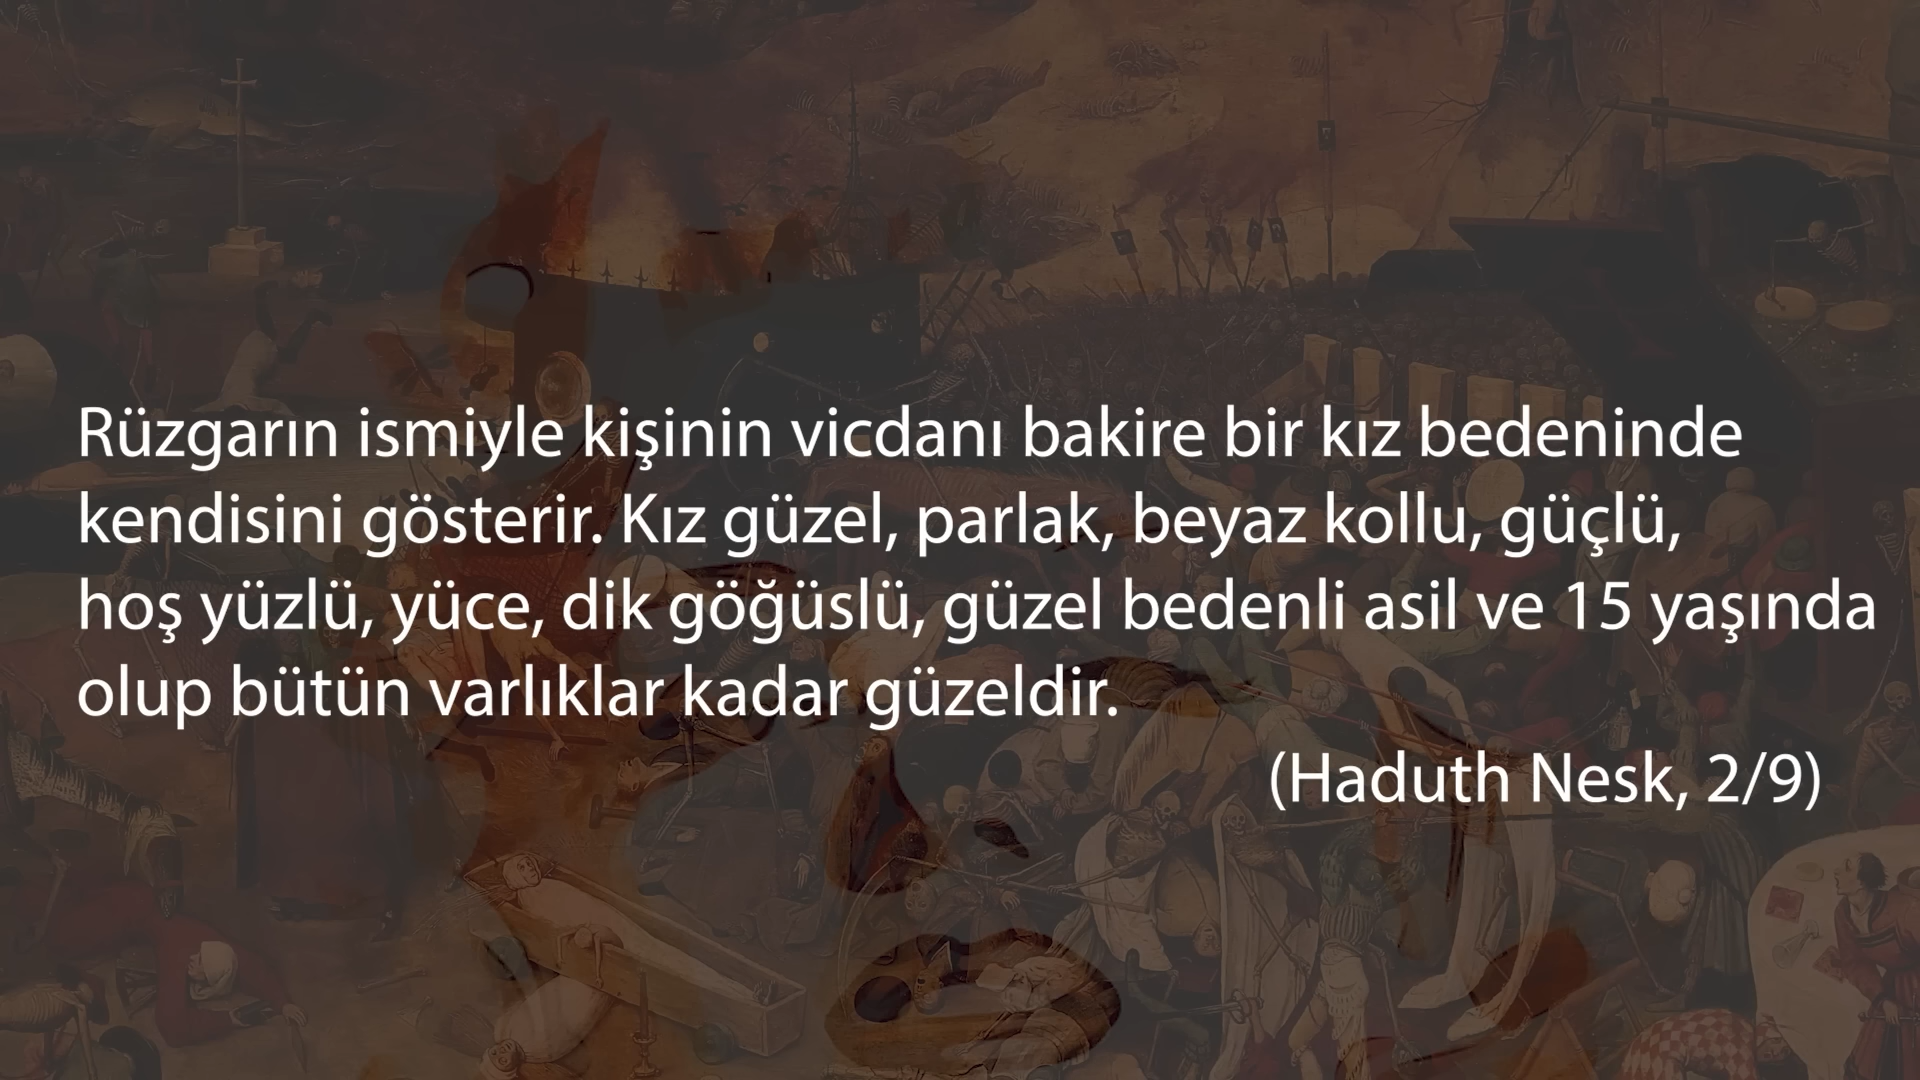 Rüzgarın ismiyle kişinin vicdanı bakire bir kız bedeninde
kendisini gösterir. Kız güzel, parlak, beyaz kollu, güçlü,
hoş yüzlü, yüce, dik göğüslü, güzel bedenli asil ve 15 yaşında
olup bütün varlıklar kadar güzeldir.
(Haduth Nesk, 2/9)